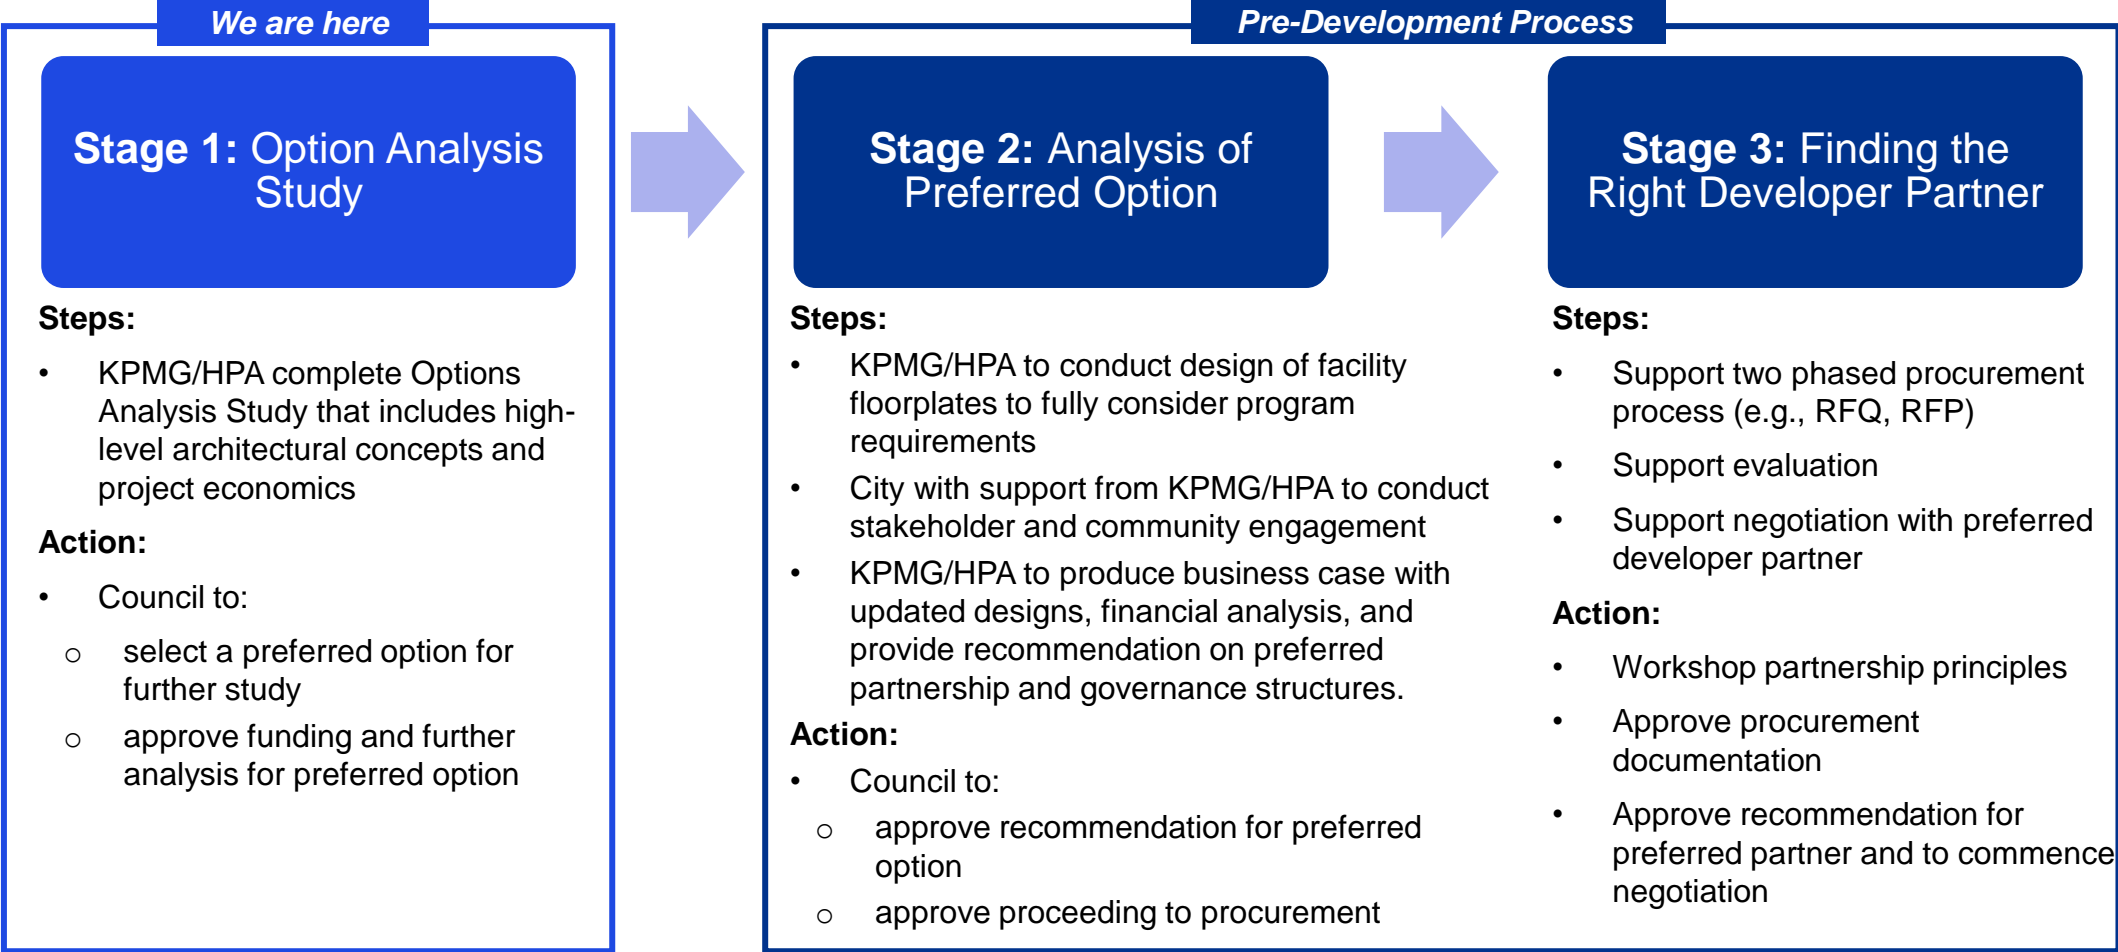 We are here
Stage 1: Option Analysis
Study
Steps:
• KPMG/HPA complete Options
Analysis Study that includes high-
level architectural concepts and
project economics
Action:
• Council to:
o select a preferred option for
further study
o approve funding and further
analysis for preferred option
Pre-Development Process
Stage 2: Analysis of
Preferred Option
Steps:
• KPMG/HPA to conduct design of facility
floorplates to fully consider program
requirements
• City with support from KPMG/HPA to conduct
stakeholder and community engagement
• KPMG/HPA to produce business case with
updated designs, financial analysis, and
provide recommendation on preferred
partnership and governance structures.
Action:
• Council to:
o approve recommendation for preferred
option
o approve proceeding to procurement
Stage 3: Finding the
Right Developer Partner
Steps:
• Support two phased procurement
process (e.g., RFQ, RFP)
• Support evaluation
• Support negotiation with preferred
developer partner
Action:
• Workshop partnership principles
• Approve procurement
documentation
• Approve recommendation for
preferred partner and to commence
negotiation